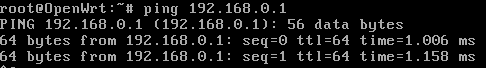 root@OpenWrt:~# ping 192.168.0.1
PING 192.168.0.1 (192.168.0.1): 56 data bytes
64 bytes from 192.168.0.1: seq=0 ttl=64 time=1.006 ms
64 bytes from 192.168.0.1: seq=1 ttl=64 time=1.158 ms